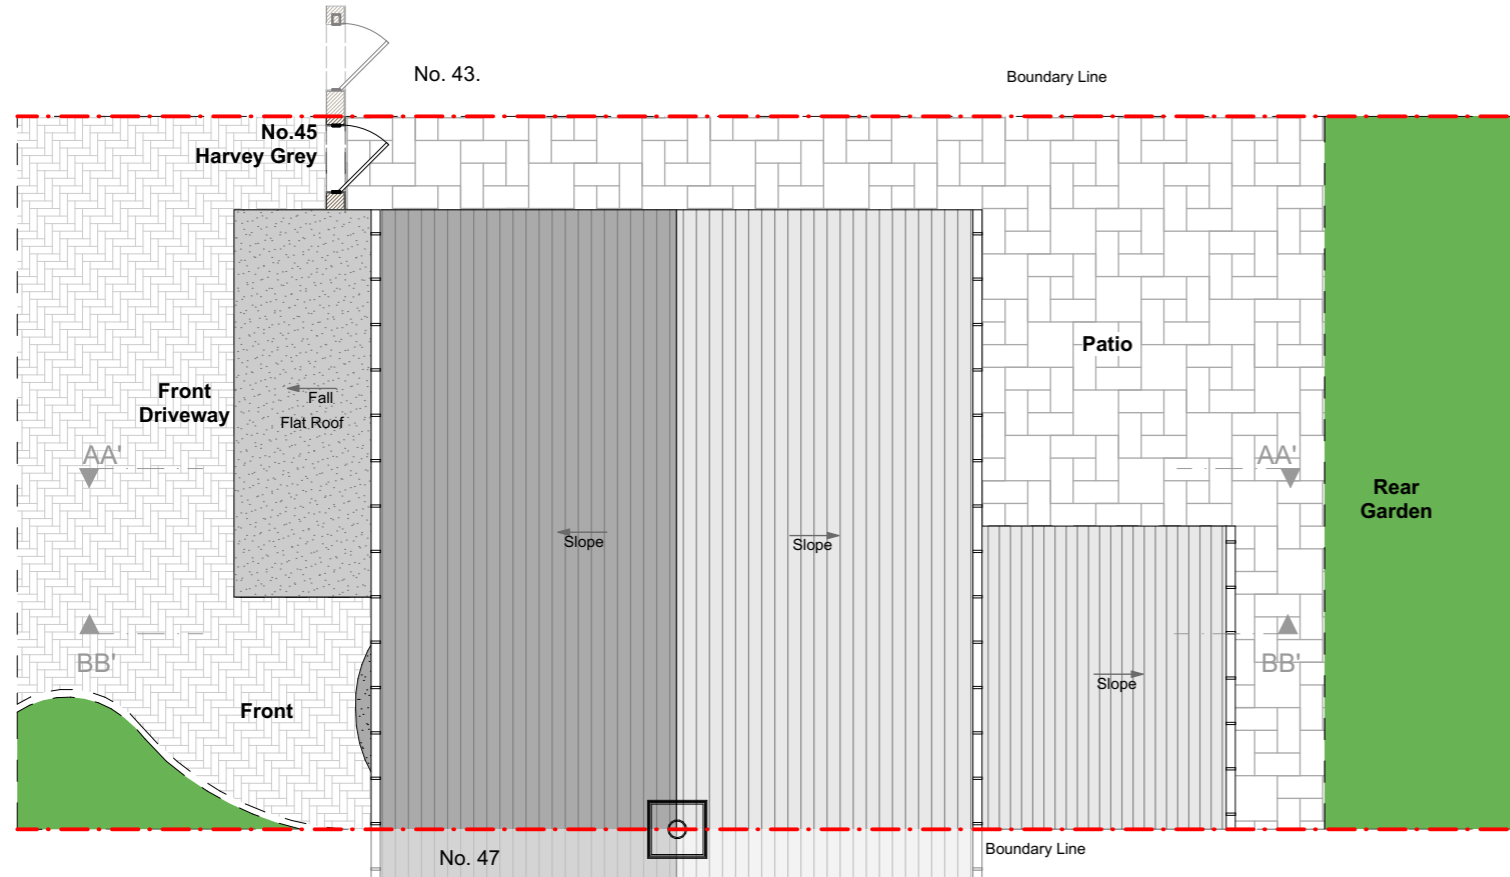 No. 43.
Boundary Line
No.45
Harvey Grey
Patio
Front
Driveway
Fall
Flat Roof
AA'
AA'
Rear
Garden
Slope
Slope
BB'
BB'
Slope
Front
No. 47
Boundary Line